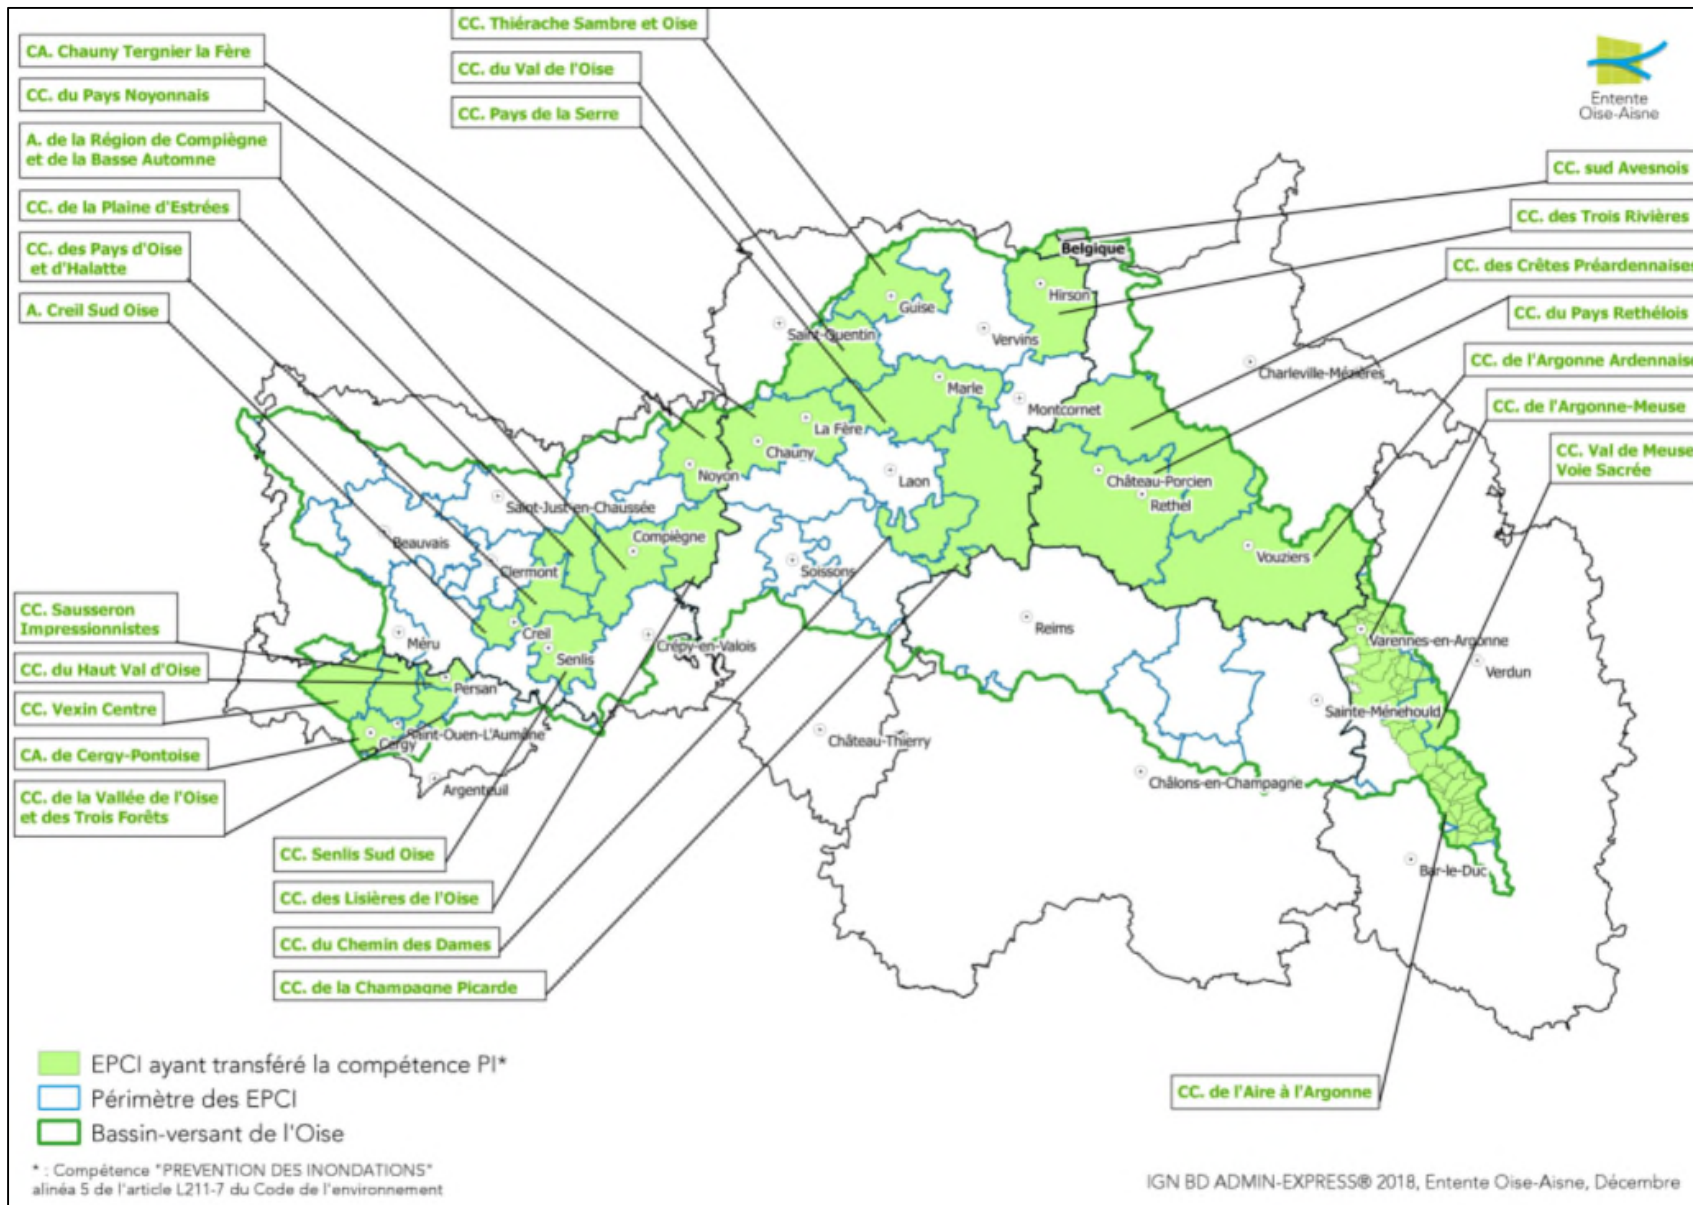 CC. Thiérache Sambre et Oise
CC. du Val de l'Oise
CC. Pays de la Serre
CA. Chauny Tergnier la Fère
CC. du Pays Noyonnais
A. de la Région de Compiègne
et de la Basse Automne
CC. de la Plaine d'Estrées
CC. des Pays d'Oise
et d'Halatte
A. Creil Sud Oise
Entente
Oise-Aisne
CC. sud Avesnois
CC. des Trois Rivières
CC. des Crêtes Préardennaises
CC. du Pays Rethélois
CC. de l'Argonne Ardennaise
CC. de l'Argonne-Meuse
CC. Val de Meuse
Voie Sacrée
Belgique
Hirson
Guise
Saint-Quentin
Vervins
Charleville-Mézières
Marle
Montcornet
La Fère
Chauny
Laon
Noyon
Château-Porcien
Rethel
Saint-Just-en-Chaussée
Beauvais
Compiègne
Clermont
Soissons
Vouziers
Reims
Creil
Méru
Senlis
Crépy-en-Valois
Persan
Varennes-en-Argonne
Verdun
Sainte-Ménehould
Saint-Ouen-L'Aumône
Cergy
Argenteuil
Château-Thierry
Châlons-en-Champagne
Bar-le-Duc
CC. Sausseron
Impressionnistes
CC. du Haut Val d'Oise
CC. Vexin Centre
CA. de Cergy-Pontoise
CC. de la Vallée de l'Oise
et des Trois Forêts
CC. Senlis Sud Oise
CC. des Lisières de l'Oise
CC. du Chemin des Dames
CC. de la Champagne Picarde
CC. de l'Aire à l'Argonne
EPCI ayant transféré la compétence PI*
Périmètre des EPCI
Bassin-versant de l'Oise
* : Compétence "PREVENTION DES INONDATIONS"
alinéa 5 de l'article L211-7 du Code de l'environnement
IGN BD ADMIN-EXPRESS® 2018, Entente Oise-Aisne, Décembre